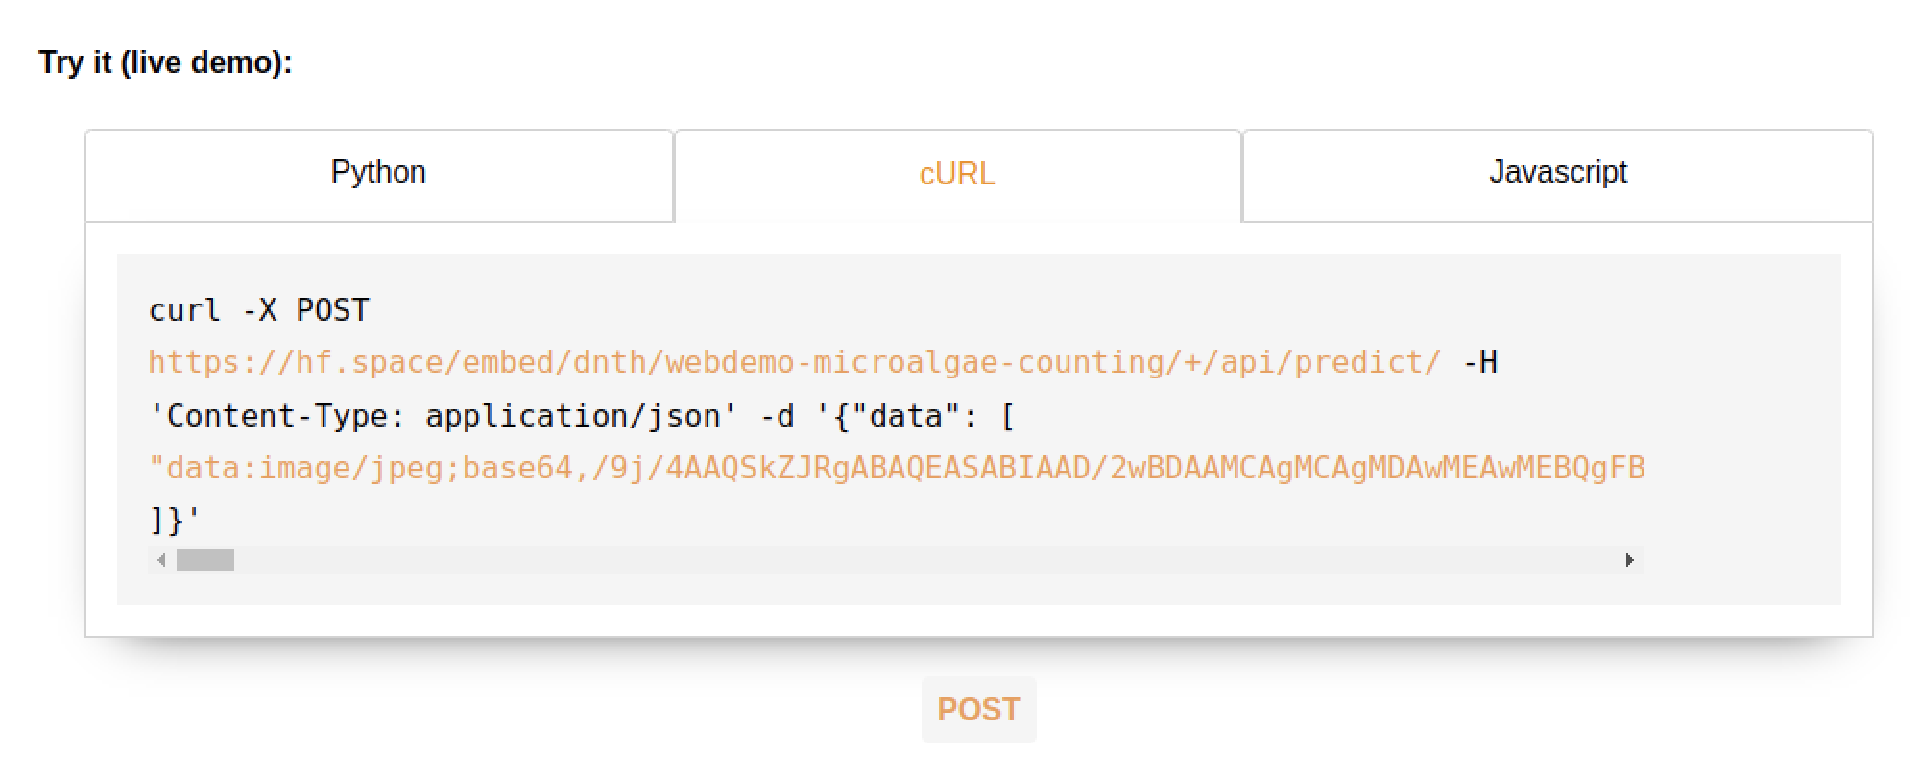 Try it (live demo):
Python
cURL
Javascript
curl -X POST
https://hf.space/embed/dnth/webdemo-microalgae-counting/+/api/predict/ -H
'Content-Type: application/json' -d '{"data": [
"data:image/jpeg;base64,/9j/4AAQSkZJRgABAQEASABIAAD/2wBDAAMCAgMCAgMDAwMEAwMEBQgFB
]}'
POST